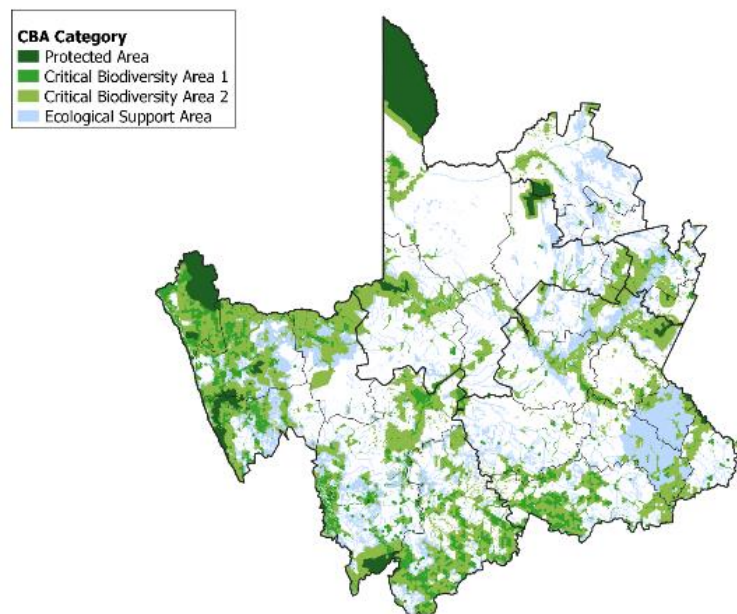 CBA Category
Protected Area
Critical Biodiversity Area 1
Critical Biodiversity Area 2
Ecological Support Area